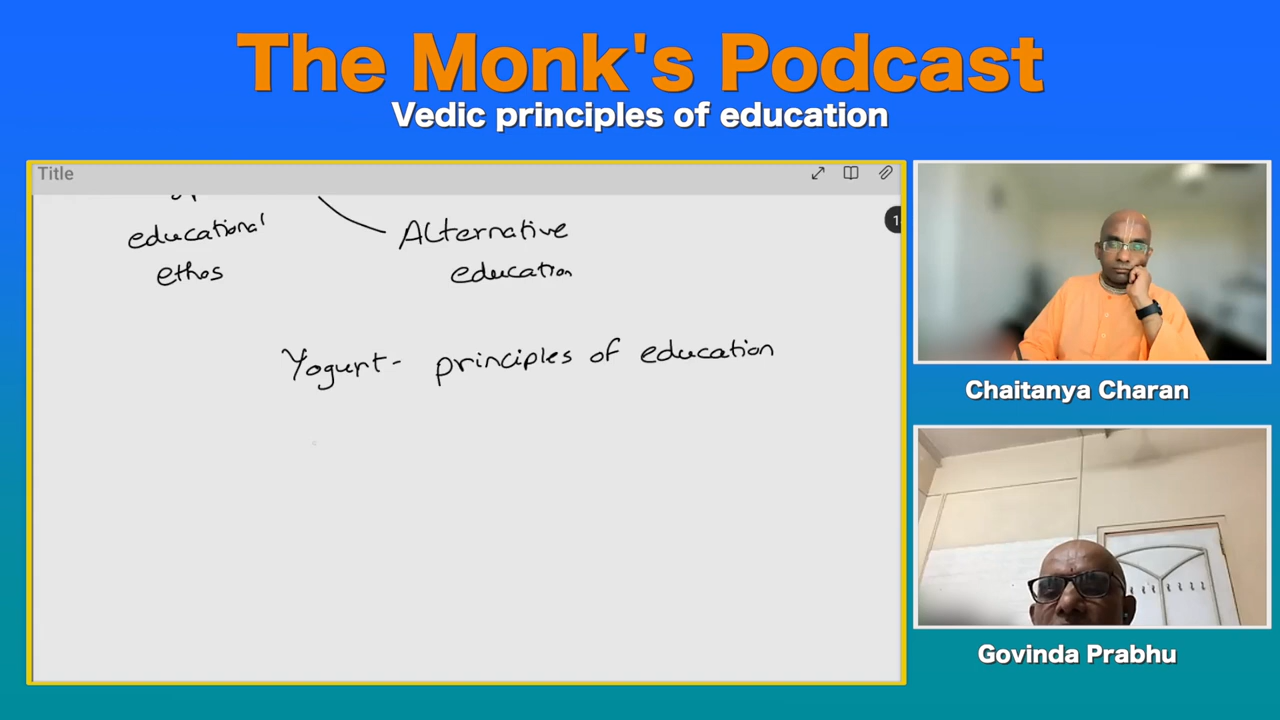 The Monk's Podcast
Vedic principles of education
Title
educational
ethos
Alternative
education
Yogurt- principles of education
1
Chaitanya Charan
Govinda Prabhu